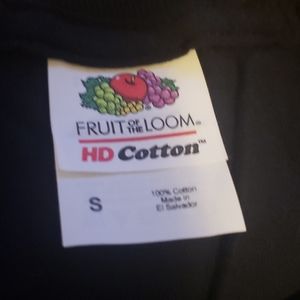 FRUIT OF THE LOOM®
HD Cotton™
S
100% Cotton
Made in
El Salvador